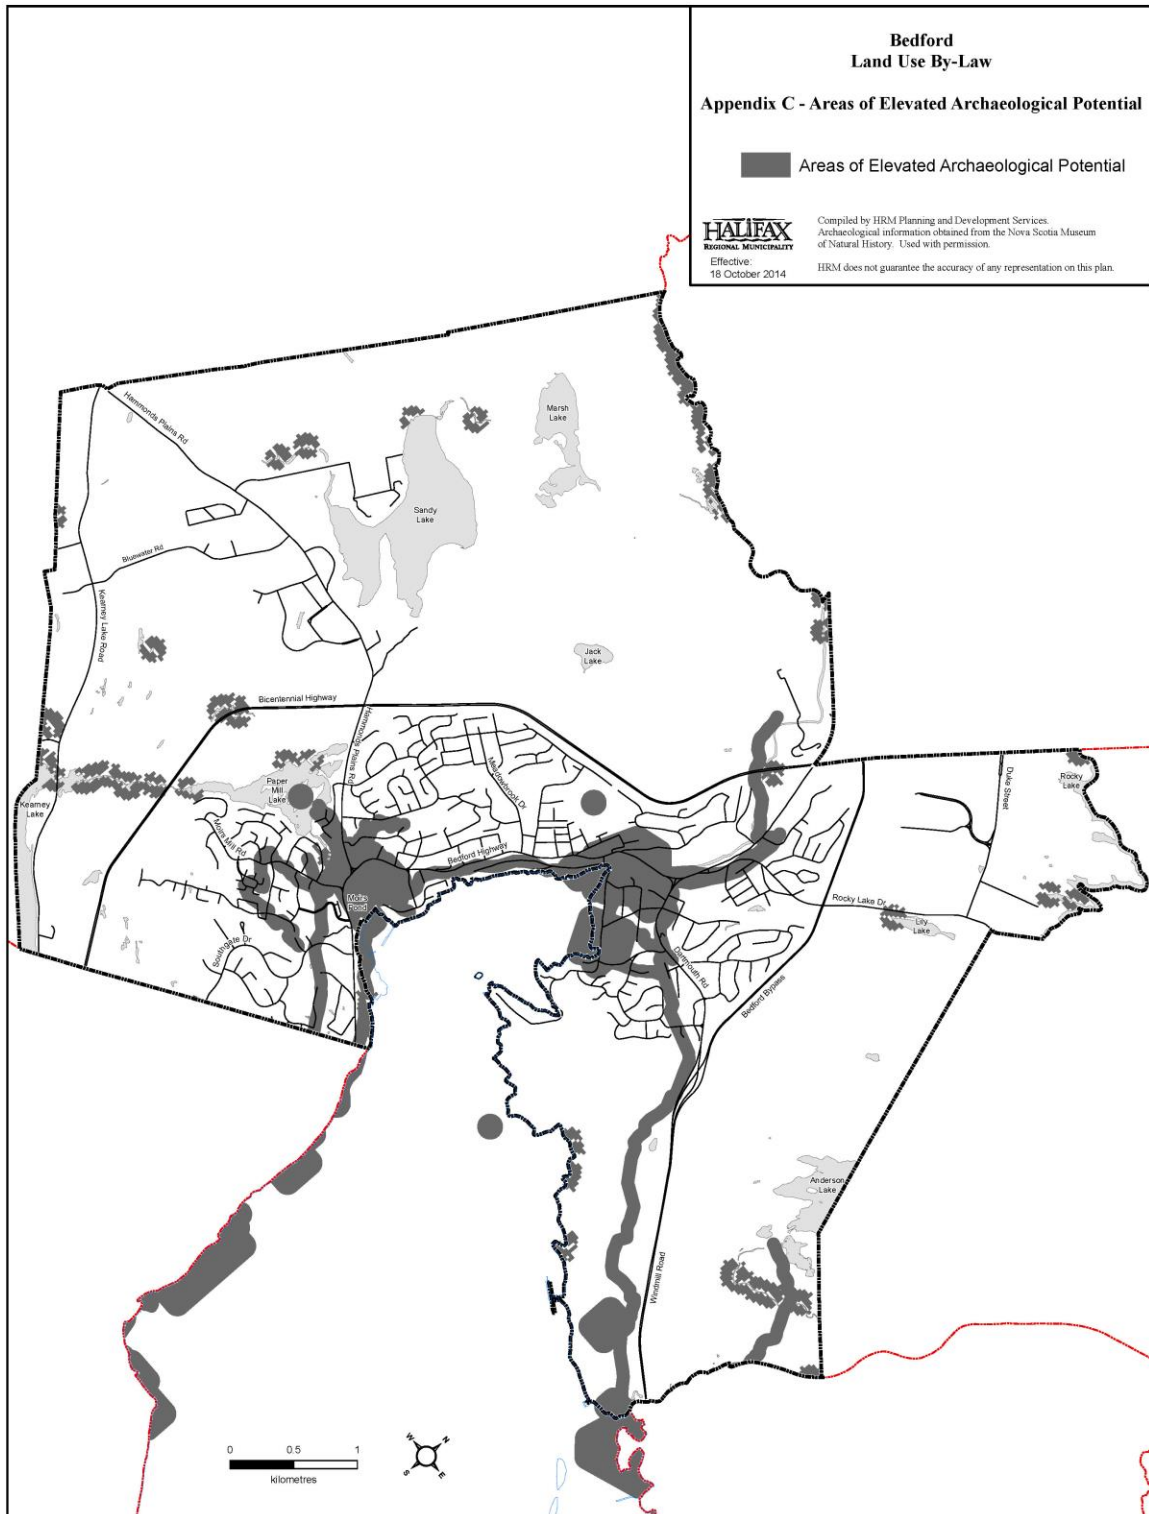 Bedford
Land Use By-Law
Appendix C - Areas of Elevated Archaeological Potential
Areas of Elevated Archaeological Potential
HALIFAX
REGIONAL MUNICIPALITY
Effective:
18 October 2014
Compiled by HRM Planning and Development Services.
Archaeological information obtained from the Nova Scotia Museum
of Natural History. Used with permission.
HRM does not guarantee the accuracy of any representation on this plan.
Hammonds Plains Rd
Marsh
Lake
Sandy
Lake
Bluewater Rd
Kearney Lake Road
Jack
Lake
Bicentennial Highway
Hammonds Plains Rd
Meadowbrook Dr
Duke Street
Rocky
Lake
Paper
Mill
Lake
Kearney
Lake
Moirs Mill Rd
Bedford Highway
Moirs
Pond
Rocky Lake Dr
Lily
Lake
Southgate Dr
Dartmouth Rd
Bedford Bypass
Anderson
Lake
Windmill Road
W
N
S
E
0 0.5 1
kilometres